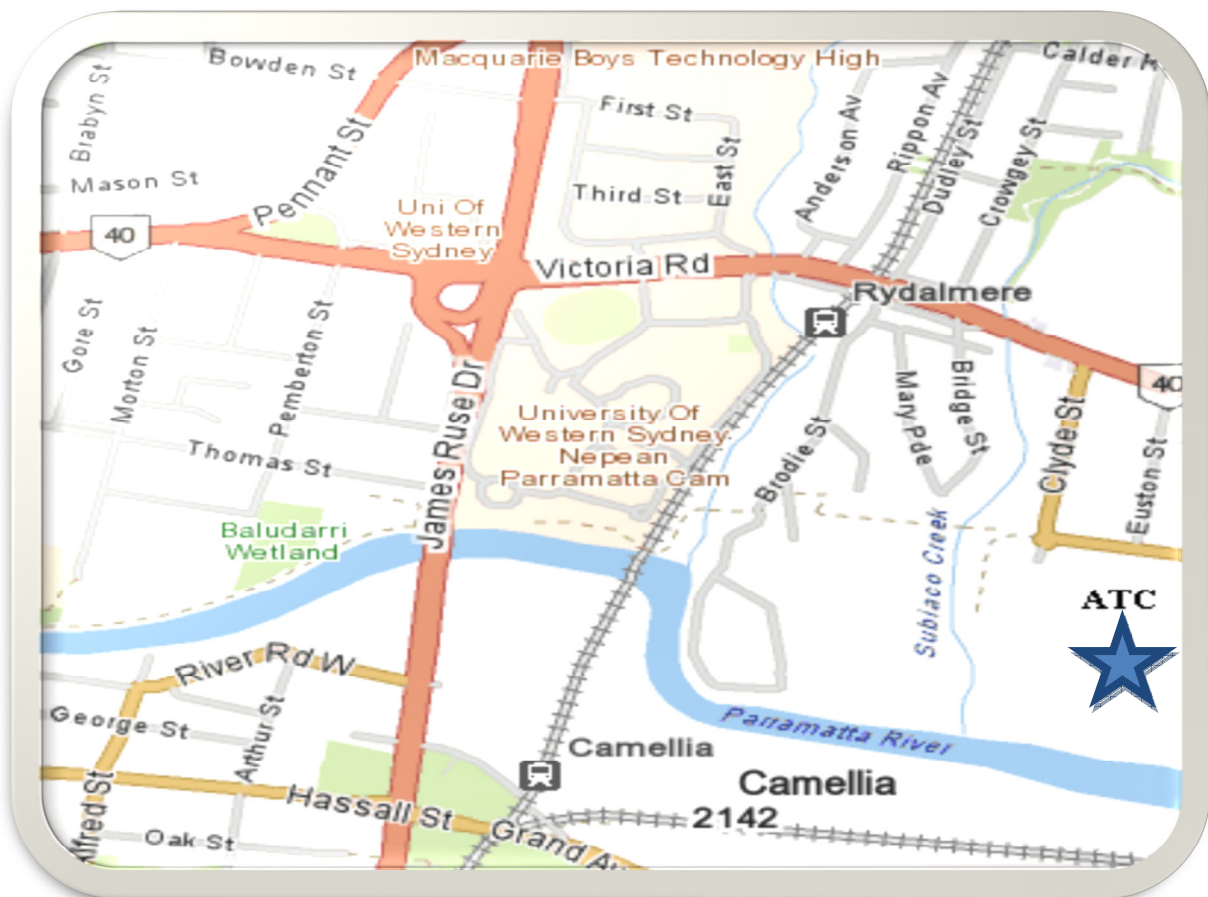 Bowden St
Macquarie Boys Technology High
Calder
Brabyn St
Pennant St
First St
Anderson Av
Rippon Av
Dudley St
Crowgey St
Mason St
Third St
East St
Uni Of
Western
Sydney
40
Victoria Rd
Rydalmere
Gore St
Morton St
Pemberton St
James Ruse Dr
40
Mary Pde
Bridge St
Clyde St
Euston St
University Of
Western Sydney
Nepean
Parramatta Cam
Brodie St
Thomas St
Baludarri
Wetland
Subiaco Creek
ATC
River Rd W
George St
Arthur St
Parramatta River
Camellia
Camellia
2142
Alfred St
Hassall St
Grand Av
Oak St